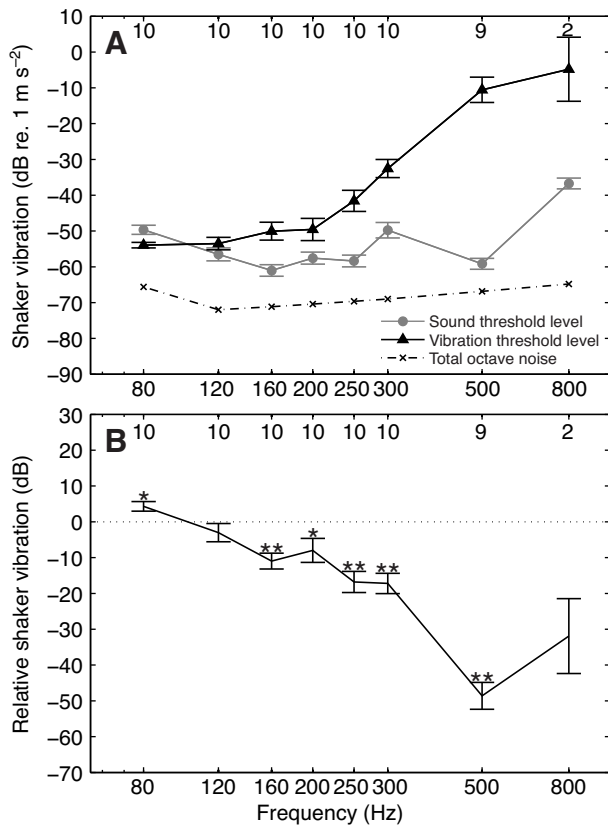 A
10 10 10 10 10 10 9 2
10
0
−10
−20
−30
−40
−50
−60
−70
−80
−90
Shaker vibration (dB re. 1 m s−2)
Sound threshold level
Vibration threshold level
Total octave noise
80 120 160 200 250 300 500 800
B
10 10 10 10 10 10 9 2
30
20
10
0
−10
−20
−30
−40
−50
−60
−70
Relative shaker vibration (dB)
* ** * ** ** **
80 120 160 200 250 300 500 800
Frequency (Hz)